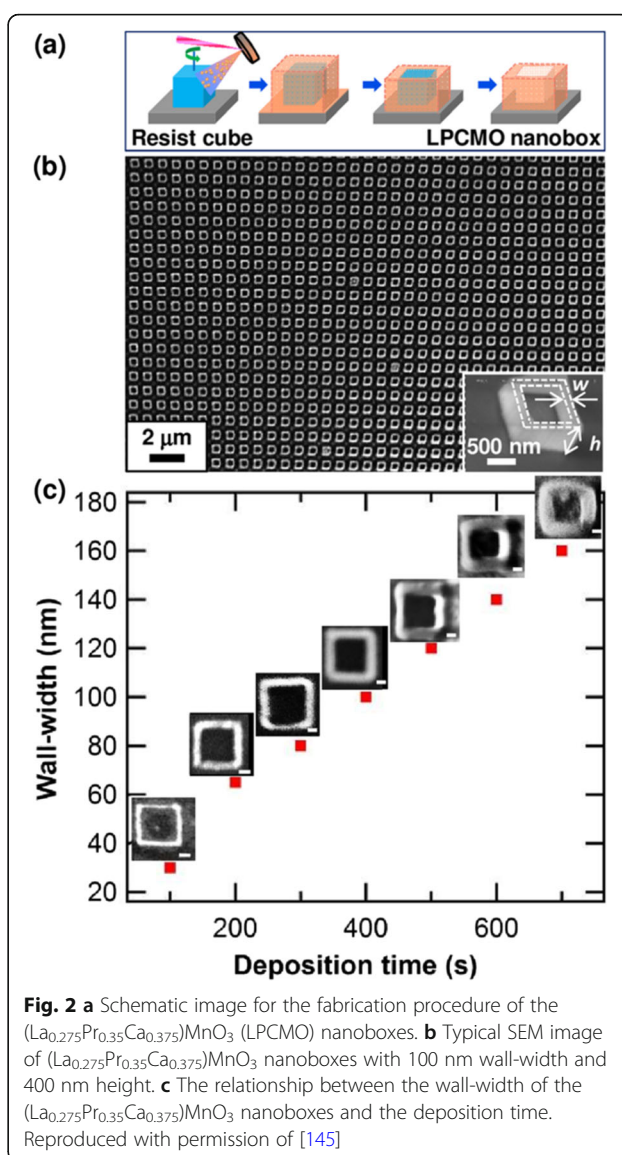 (a)
Resist cube
LPCMO nanobox
(b)
2 μm
500 nm
w
h
(c)
180
160
140
120
100
80
60
40
20
Wall-width (nm)
200
400
600
Deposition time (s)
Fig. 2 a Schematic image for the fabrication procedure of the
(La0.275Pr0.35Ca0.375)MnO3 (LPCMO) nanoboxes. b Typical SEM image
of (La0.275Pr0.35Ca0.375)MnO3 nanoboxes with 100 nm wall-width and
400 nm height. c The relationship between the wall-width of the
(La0.275Pr0.35Ca0.375)MnO3 nanoboxes and the deposition time.
Reproduced with permission of [145]